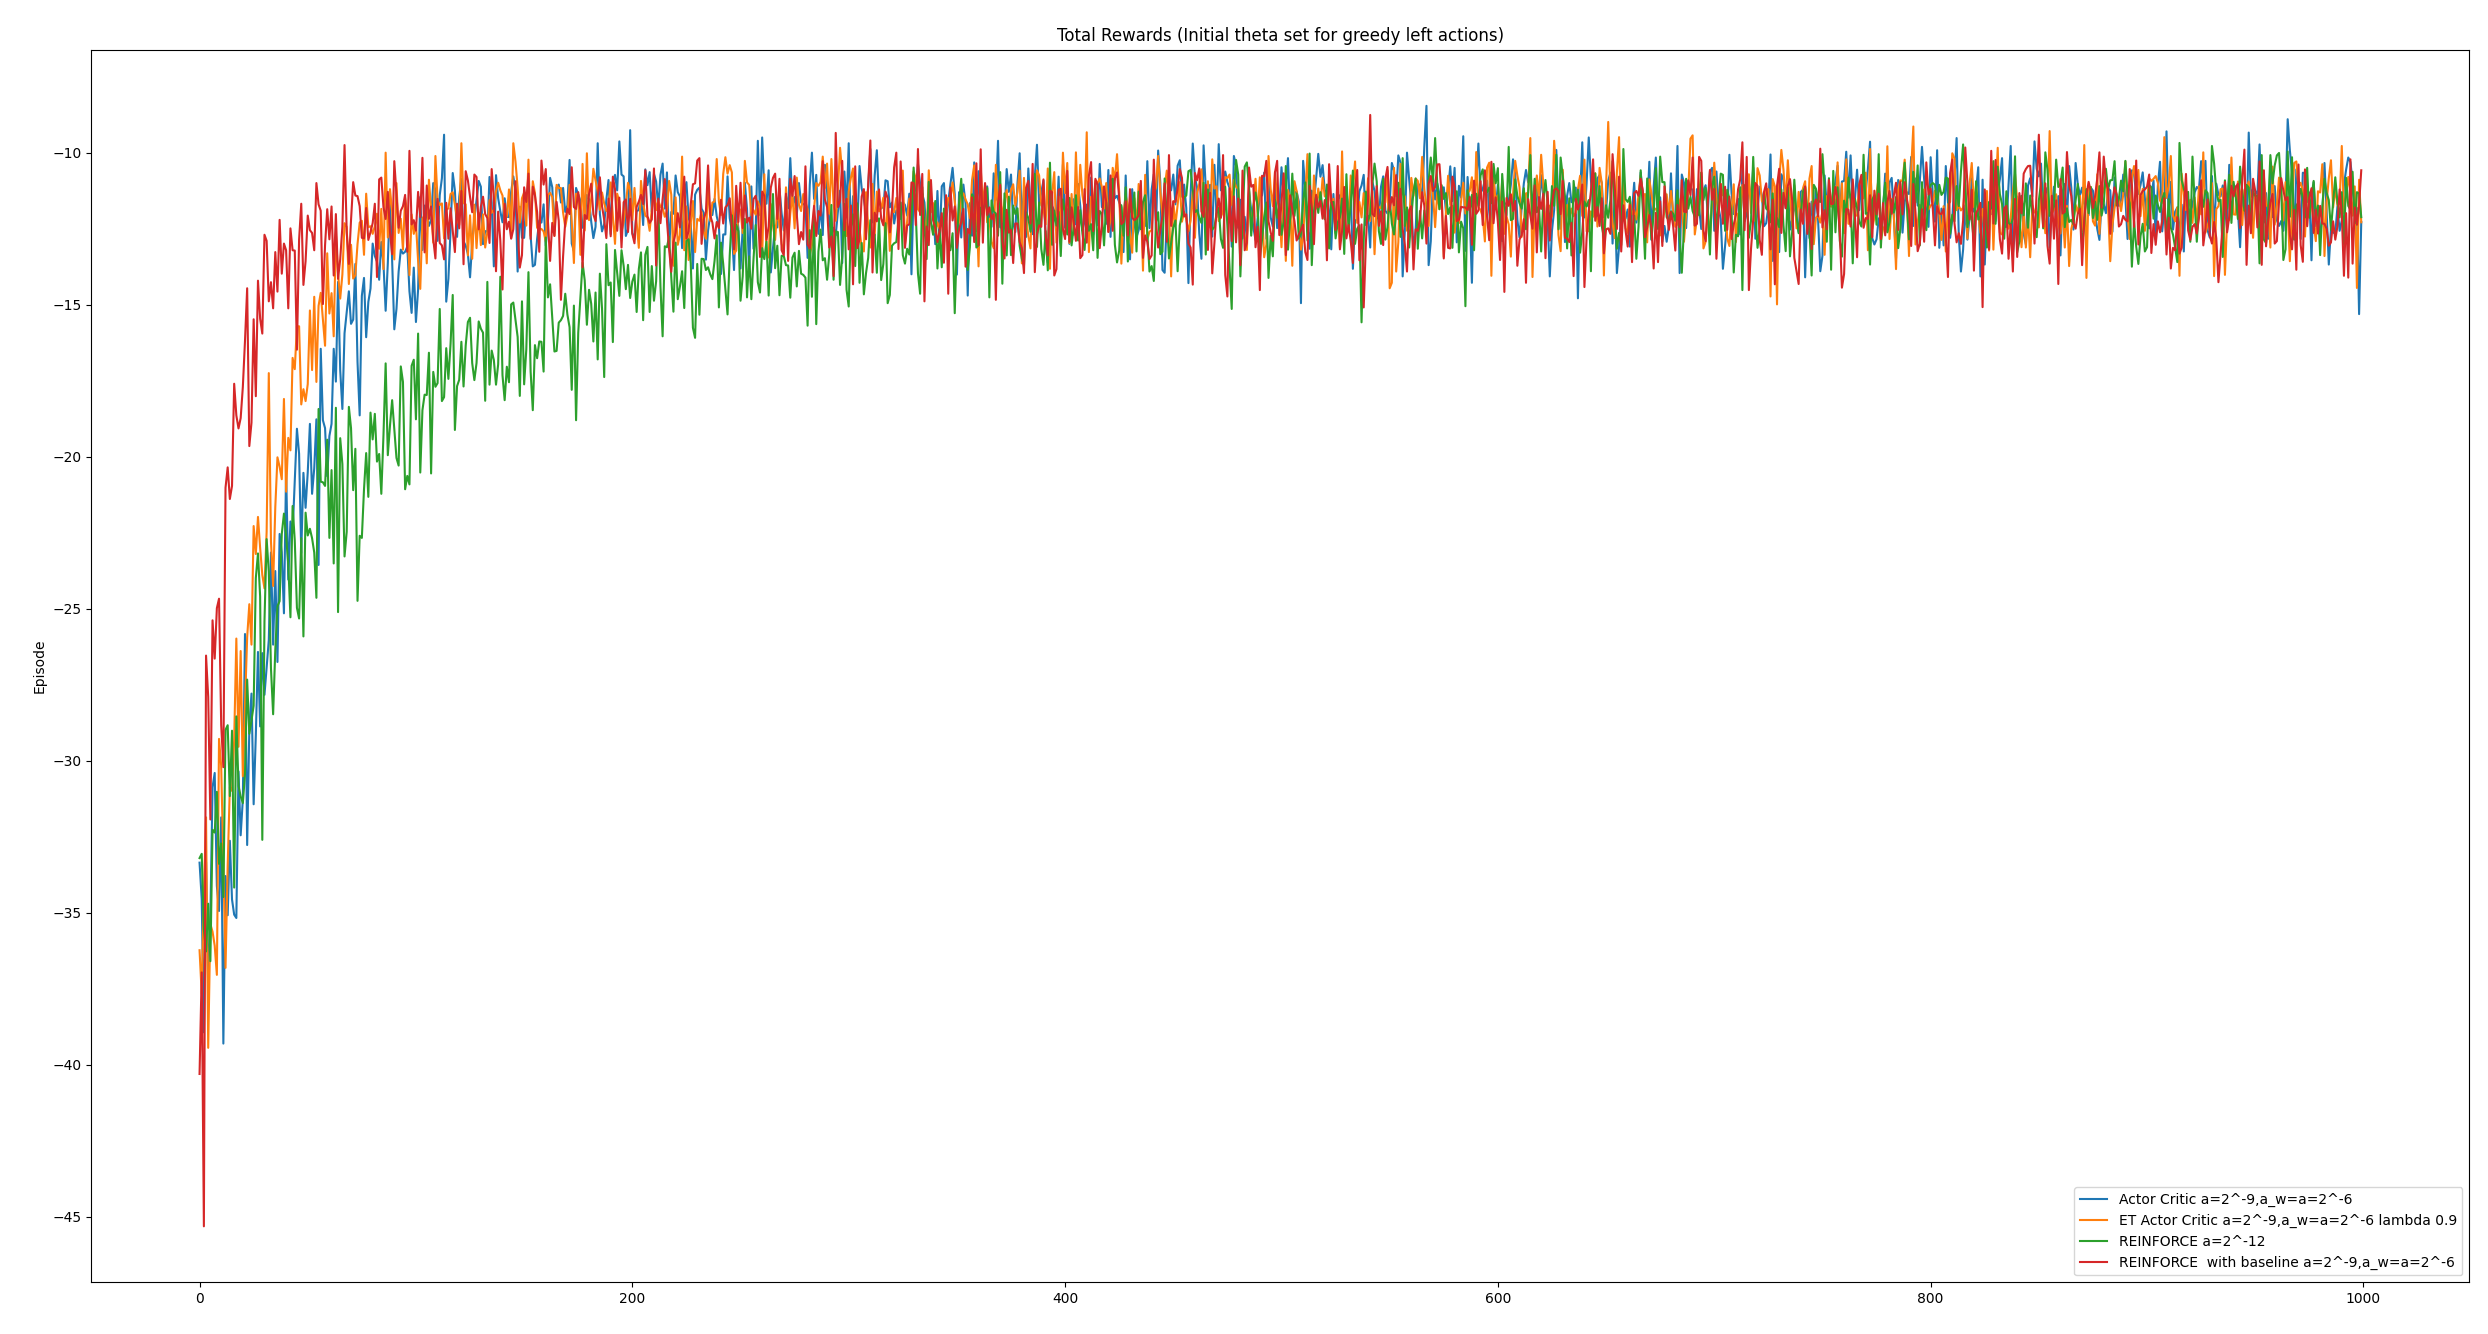 Total Rewards (Initial theta set for greedy left actions)
−10
−15
−20
−25
−30
−35
−40
−45
Episode
0
200
400
600
800
1000
Actor Critic a=2^-9,a_w=a=2^-6
ET Actor Critic a=2^-9,a_w=a=2^-6 lambda 0.9
REINFORCE a=2^-12
REINFORCE  with baseline a=2^-9,a_w=a=2^-6